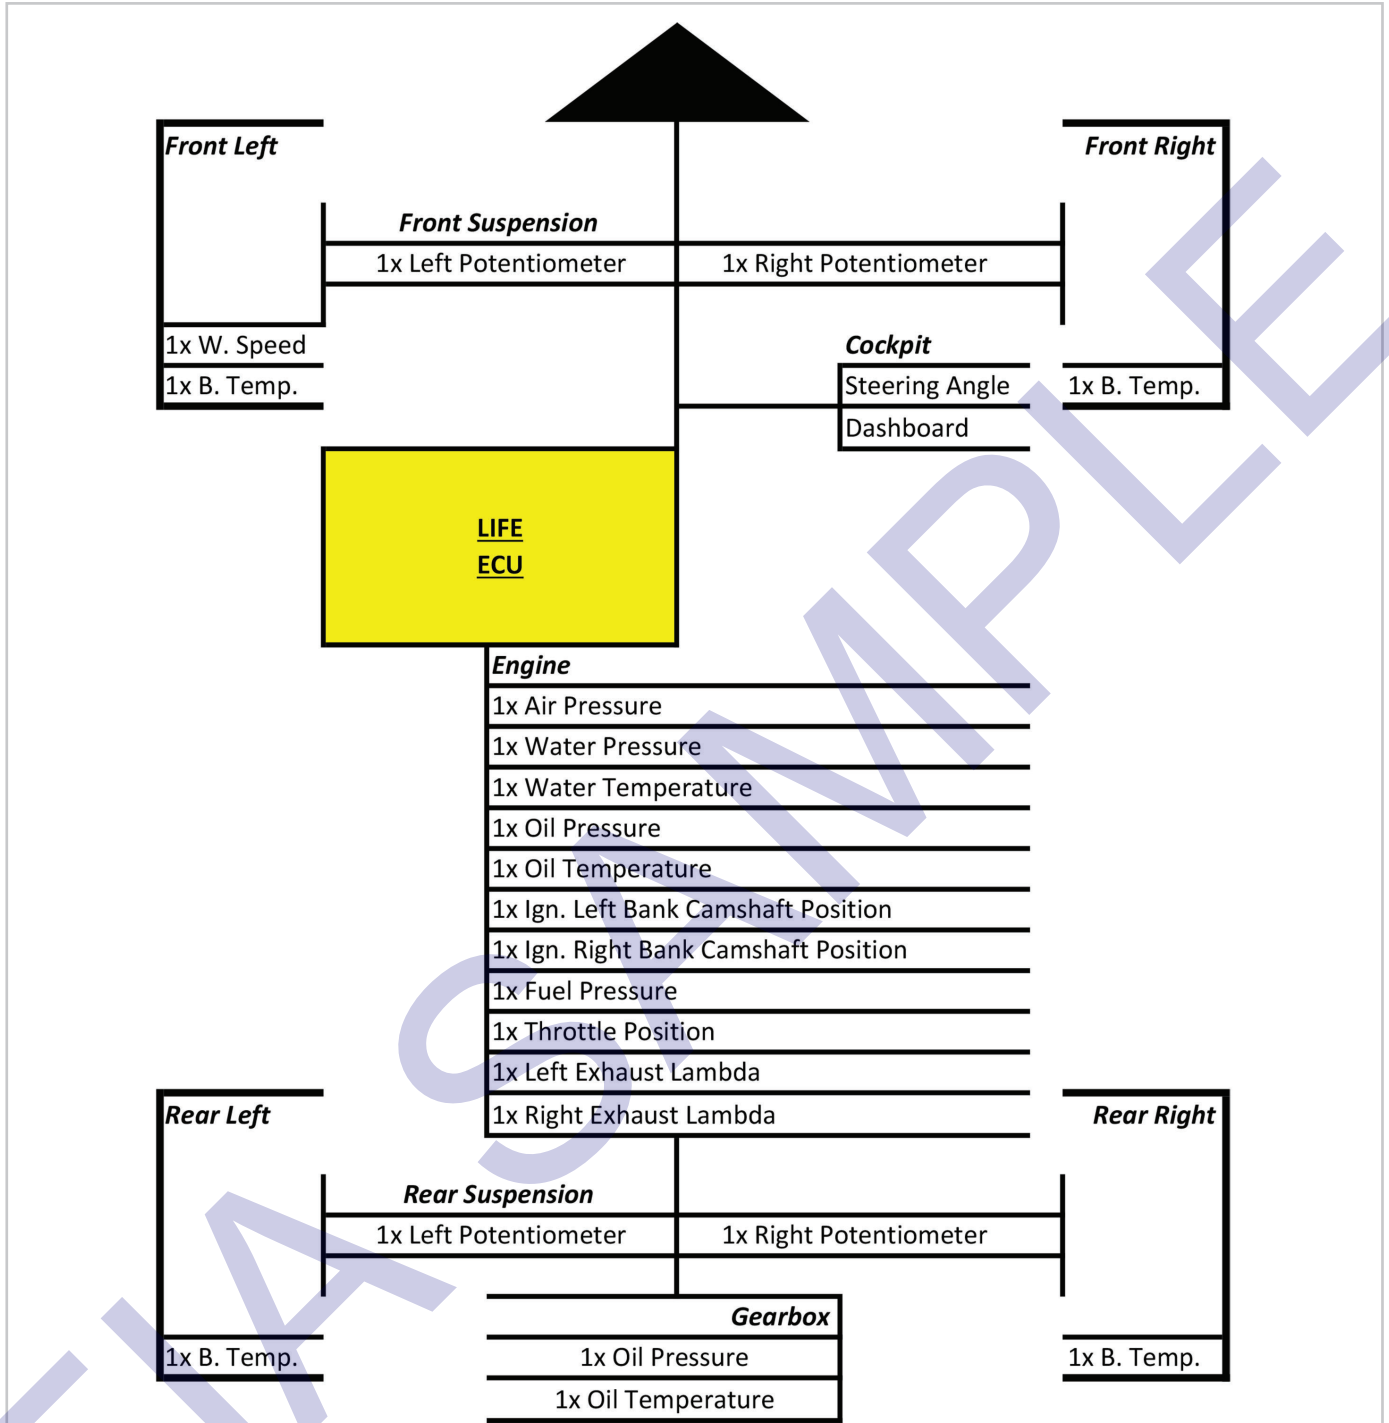 Front Left
Front Right
Front Suspension
1x Left Potentiometer
1x Right Potentiometer
1x W. Speed
Cockpit
1x B. Temp.
Steering Angle
1x B. Temp.
Dashboard
LIFE
ECU
Engine
1x Air Pressure
1x Water Pressure
1x Water Temperature
1x Oil Pressure
1x Oil Temperature
1x Ign. Left Bank Camshaft Position
1x Ign. Right Bank Camshaft Position
1x Fuel Pressure
1x Throttle Position
1x Left Exhaust Lambda
1x Right Exhaust Lambda
Rear Left
Rear Right
Rear Suspension
1x Left Potentiometer
1x Right Potentiometer
Gearbox
1x B. Temp.
1x Oil Pressure
1x B. Temp.
1x Oil Temperature
FIA SAMPLE